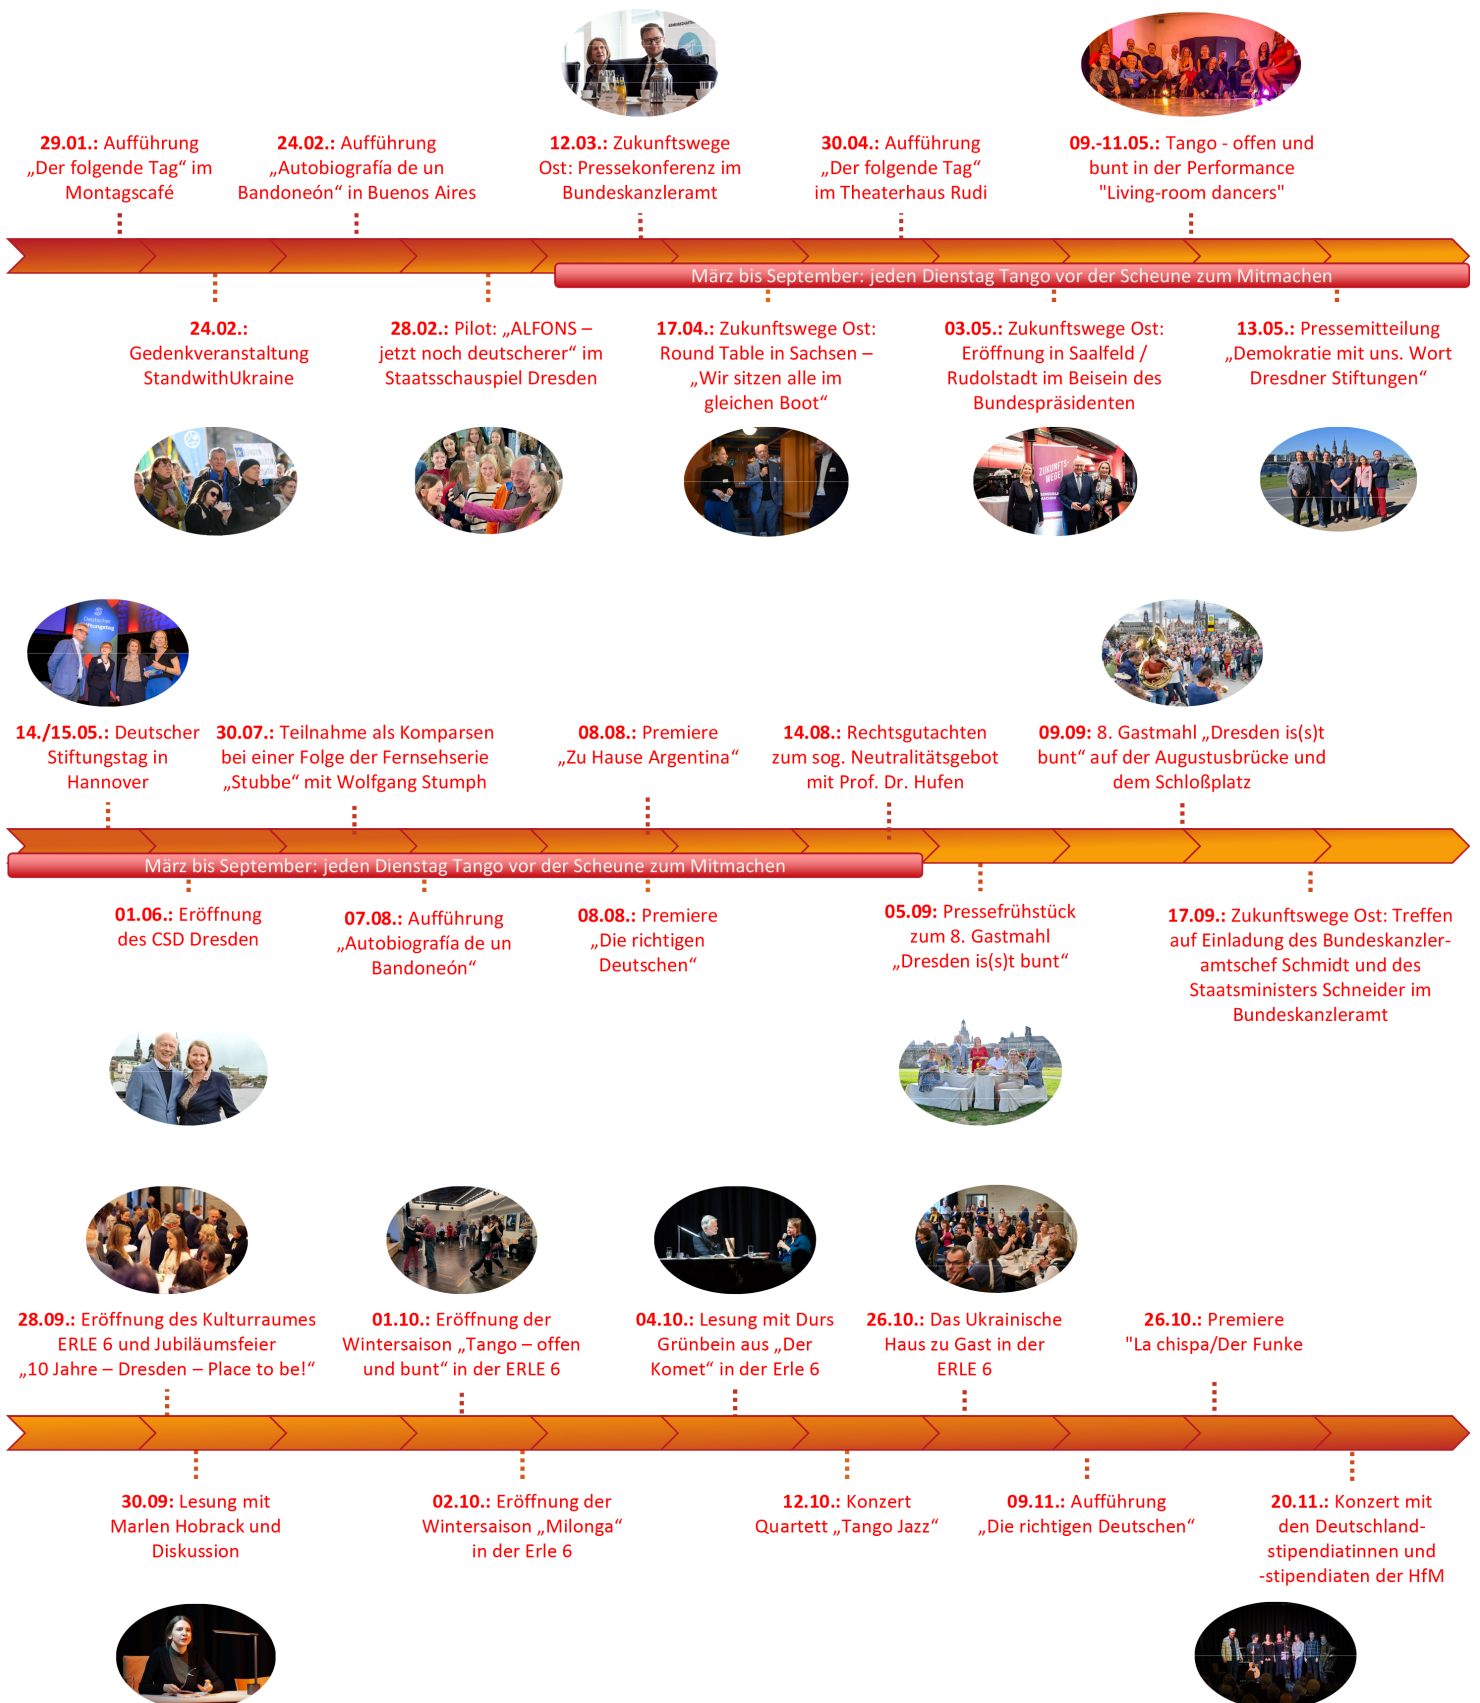 29.01.: Aufführung
„Der folgende Tag“ im
Montagscafé
24.02.: Aufführung
„Autobiografía de un
Bandoneón“ in Buenos Aires
12.03.: Zukunftswege
Ost: Pressekonferenz im
Bundeskanzleramt
30.04.: Aufführung
„Der folgende Tag“
im Theaterhaus Rudi
09.-11.05.: Tango - offen und
bunt in der Performance
"Living-room dancers"
März bis September: jeden Dienstag Tango vor der Scheune zum Mitmachen
24.02.:
Gedenkveranstaltung
StandwithUkraine
28.02.: Pilot: „ALFONS –
jetzt noch deutscherer“ im
Staatsschauspiel Dresden
17.04.: Zukunftswege Ost:
Round Table in Sachsen –
„Wir sitzen alle im
gleichen Boot“
03.05.: Zukunftswege Ost:
Eröffnung in Saalfeld /
Rudolstadt im Beisein des
Bundespräsidenten
13.05.: Pressemitteilung
„Demokratie mit uns. Wort
Dresdner Stiftungen“
ZUKUNFTS-
WEGE
Deutscher
Stiftungstag
14./15.05.: Deutscher
Stiftungstag in
Hannover
30.07.: Teilnahme als Komparsen
bei einer Folge der Fernsehserie
„Stubbe“ mit Wolfgang Stumph
08.08.: Premiere
„Zu Hause Argentina“
14.08.: Rechtsgutachten
zum sog. Neutralitätsgebot
mit Prof. Dr. Hufen
09.09: 8. Gastmahl „Dresden is(s)t
bunt“ auf der Augustusbrücke und
dem Schloßplatz
März bis September: jeden Dienstag Tango vor der Scheune zum Mitmachen
01.06.: Eröffnung
des CSD Dresden
07.08.: Aufführung
„Autobiografía de un
Bandoneón“
08.08.: Premiere
„Die richtigen
Deutschen“
05.09: Pressefrühstück
zum 8. Gastmahl
„Dresden is(s)t bunt“
17.09.: Zukunftswege Ost: Treffen
auf Einladung des Bundeskanzler-
amtschef Schmidt und des
Staatsministers Schneider im
Bundeskanzleramt
28.09.: Eröffnung des Kulturraumes
ERLE 6 und Jubiläumsfeier
„10 Jahre – Dresden – Place to be!“
01.10.: Eröffnung der
Wintersaison „Tango – offen
und bunt“ in der ERLE 6
04.10.: Lesung mit Durs
Grünbein aus „Der
Komet“ in der Erle 6
26.10.: Das Ukrainische
Haus zu Gast in der
ERLE 6
26.10.: Premiere
"La chispa/Der Funke
30.09: Lesung mit
Marlen Hobrack und
Diskussion
02.10.: Eröffnung der
Wintersaison „Milonga“
in der Erle 6
12.10.: Konzert
Quartett „Tango Jazz“
09.11.: Aufführung
„Die richtigen Deutschen“
20.11.: Konzert mit
den Deutschland-
stipendiatinnen und
-stipendiaten der HfM